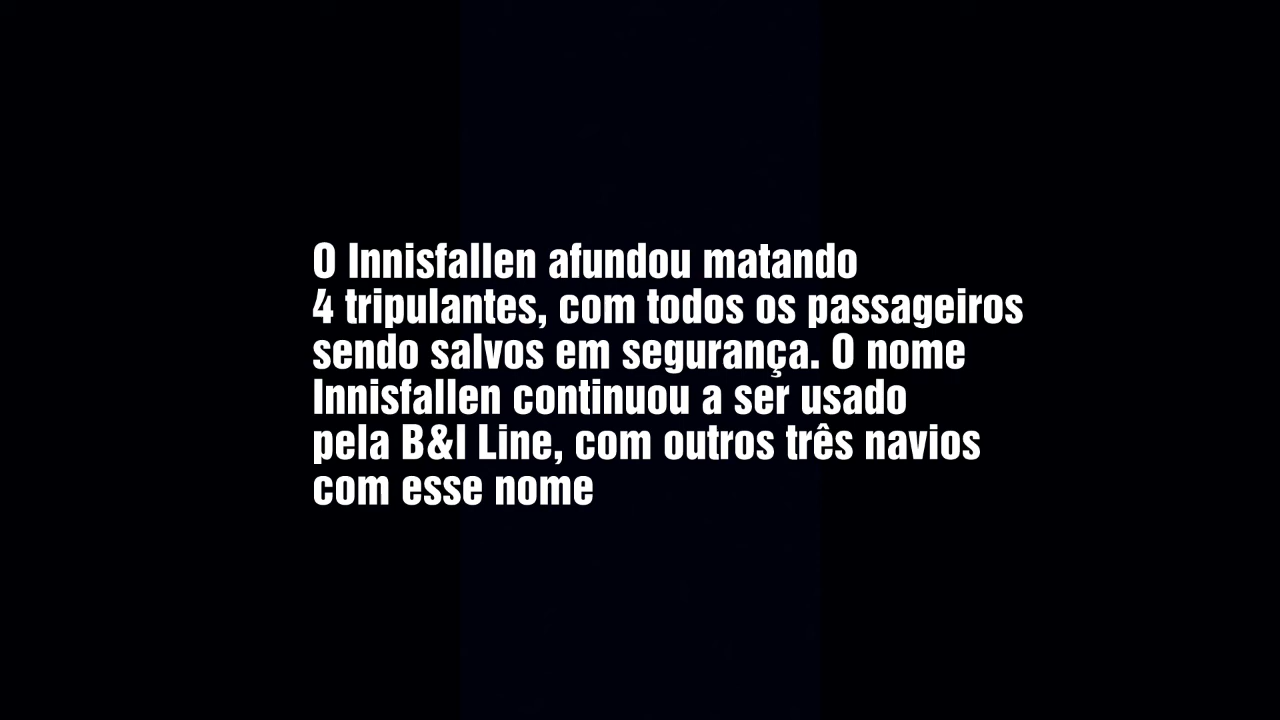 O Innisfallen afundou matando
4 tripulantes, com todos os passageiros
sendo salvos em segurança. O nome
Innisfallen continuou a ser usado
pela B&I Line, com outros três navios
com esse nome